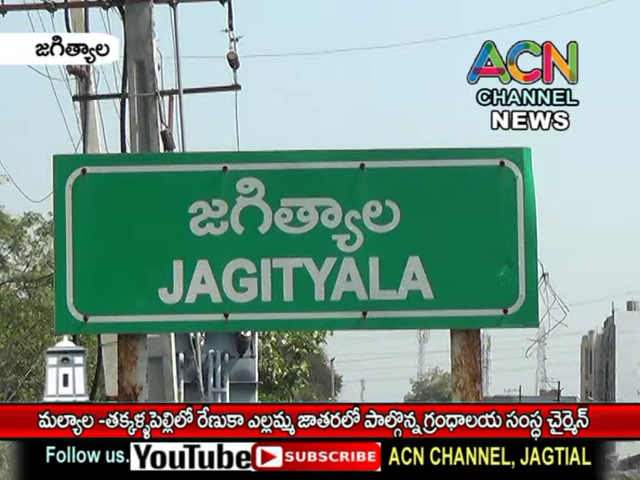 జగిత్యాల
ACN
CHANNEL
NEWS
జగిత్యాల
JAGITYALA
మల్యాల -తక్కళ్ళపెల్లిలో రేణుకా ఎల్లమ్మ జాతరలో పాల్గొన్న గ్రంధాలయ సంస్థ చైర్మెన్
Follow us. YouTube SUBSCRIBE ACN CHANNEL, JAGTIAL